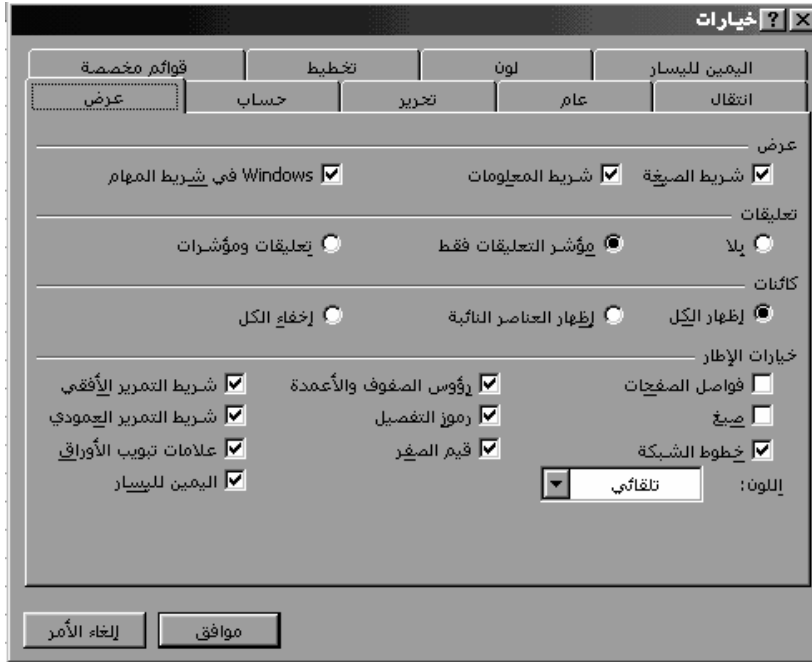 خيارات
اليمين لليسار لون تخطيط قوائم مخصصة
انتقال عام تحرير حساب عرض
عرض
شريط الصيغة شريط المعلومات Windows في شريط المهام
تعليقات
بلا مؤشر التعليقات فقط تعليقات ومؤشرات
كائنات
إظهار الكل إظهار العناصر النائبة إخفاء الكل
خيارات الإطار
فواصل الصفحات رؤوس الصفوف والأعمدة شريط التمرير الأفقي
صيغ رموز التفصيل شريط التمرير العمودي
خطوط الشبكة قيم الصفر علامات تبويب الأوراق
اللون: تلقائي اليمين لليسار
موافق إلغاء الأمر